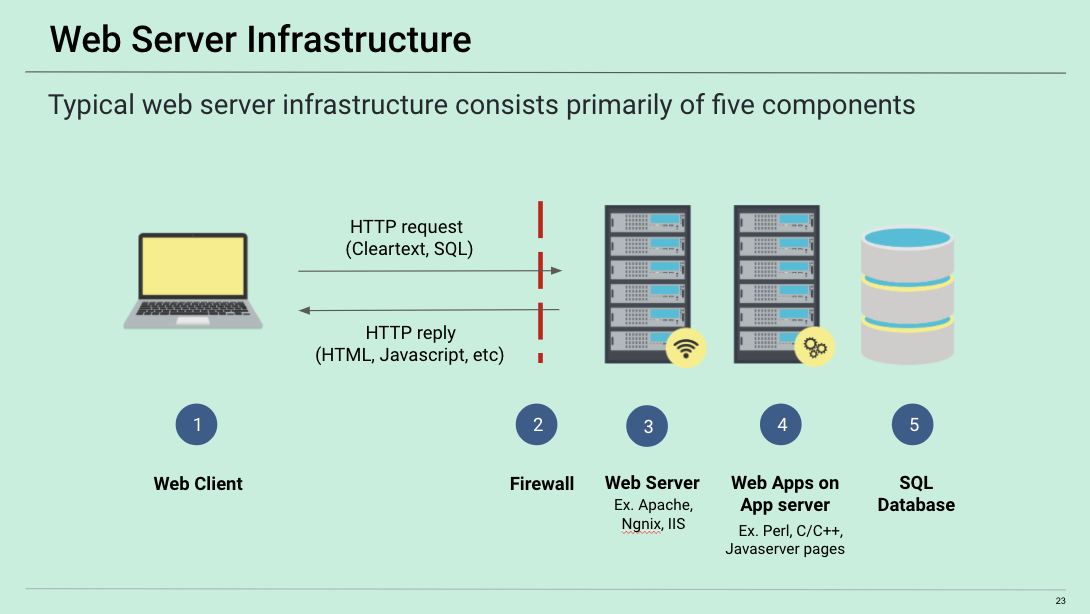 Web Server Infrastructure
Typical web server infrastructure consists primarily of five components
HTTP request
(Cleartext, SQL)
HTTP reply
(HTML, Javascript, etc)
1
2
3
4
5
Web Client
Firewall
Web Server
Ex. Apache,
Ngnix, IIS
Web Apps on
App server
Ex. Perl, C/C++,
Javaserver pages
SQL
Database
23